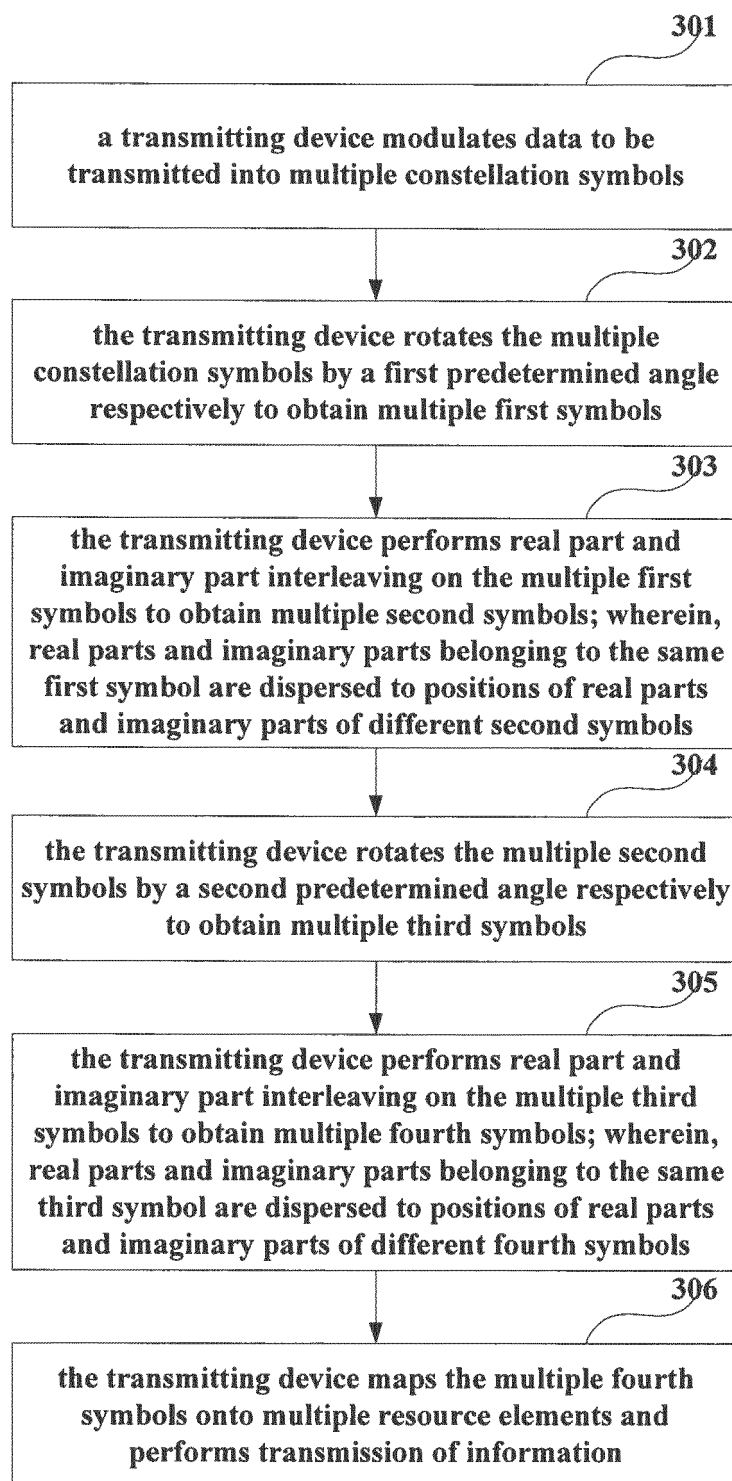 301
a transmitting device modulates data to be
transmitted into multiple constellation symbols
302
the transmitting device rotates the multiple
constellation symbols by a first predetermined angle
respectively to obtain multiple first symbols
303
the transmitting device performs real part and
imaginary part interleaving on the multiple first
symbols to obtain multiple second symbols; wherein,
real parts and imaginary parts belonging to the same
first symbol are dispersed to positions of real parts
and imaginary parts of different second symbols
304
the transmitting device rotates the multiple second
symbols by a second predetermined angle respectively
to obtain multiple third symbols
305
the transmitting device performs real part and
imaginary part interleaving on the multiple third
symbols to obtain multiple fourth symbols; wherein,
real parts and imaginary parts belonging to the same
third symbol are dispersed to positions of real parts
and imaginary parts of different fourth symbols
306
the transmitting device maps the multiple fourth
symbols onto multiple resource elements and
performs transmission of information